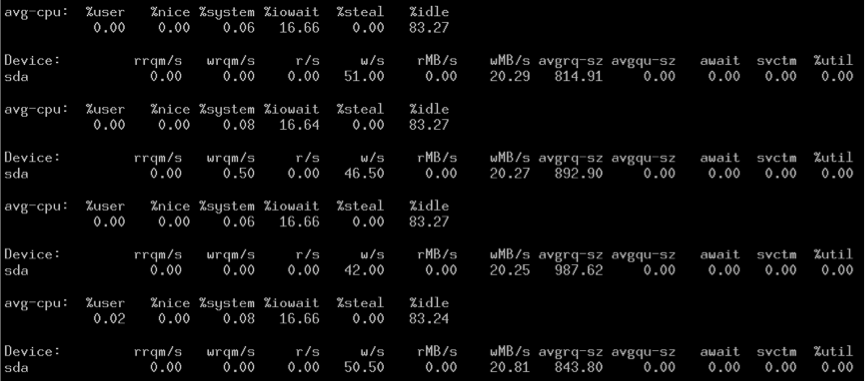 avg-cpu: %user %nice %system %iowait %steal %idle
0.00 0.00 0.06 16.66 0.00 83.27
Device: rrqm/s wrqm/s r/s w/s rMB/s wMB/s avgrq-sz avgqu-sz await svctm %util
sda 0.00 0.00 0.00 51.00 0.00 20.29 814.91 0.00 0.00 0.00 0.00
avg-cpu: %user %nice %system %iowait %steal %idle
0.00 0.00 0.08 16.64 0.00 83.27
Device: rrqm/s wrqm/s r/s w/s rMB/s wMB/s avgrq-sz avgqu-sz await svctm %util
sda 0.00 0.50 0.00 46.50 0.00 20.27 892.90 0.00 0.00 0.00 0.00
avg-cpu: %user %nice %system %iowait %steal %idle
0.00 0.00 0.06 16.66 0.00 83.27
Device: rrqm/s wrqm/s r/s w/s rMB/s wMB/s avgrq-sz avgqu-sz await svctm %util
sda 0.00 0.00 0.00 42.00 0.00 20.25 987.62 0.00 0.00 0.00 0.00
avg-cpu: %user %nice %system %iowait %steal %idle
0.02 0.00 0.08 16.66 0.00 83.24
Device: rrqm/s wrqm/s r/s w/s rMB/s wMB/s avgrq-sz avgqu-sz await svctm %util
sda 0.00 0.00 0.00 50.50 0.00 20.81 843.80 0.00 0.00 0.00 0.00